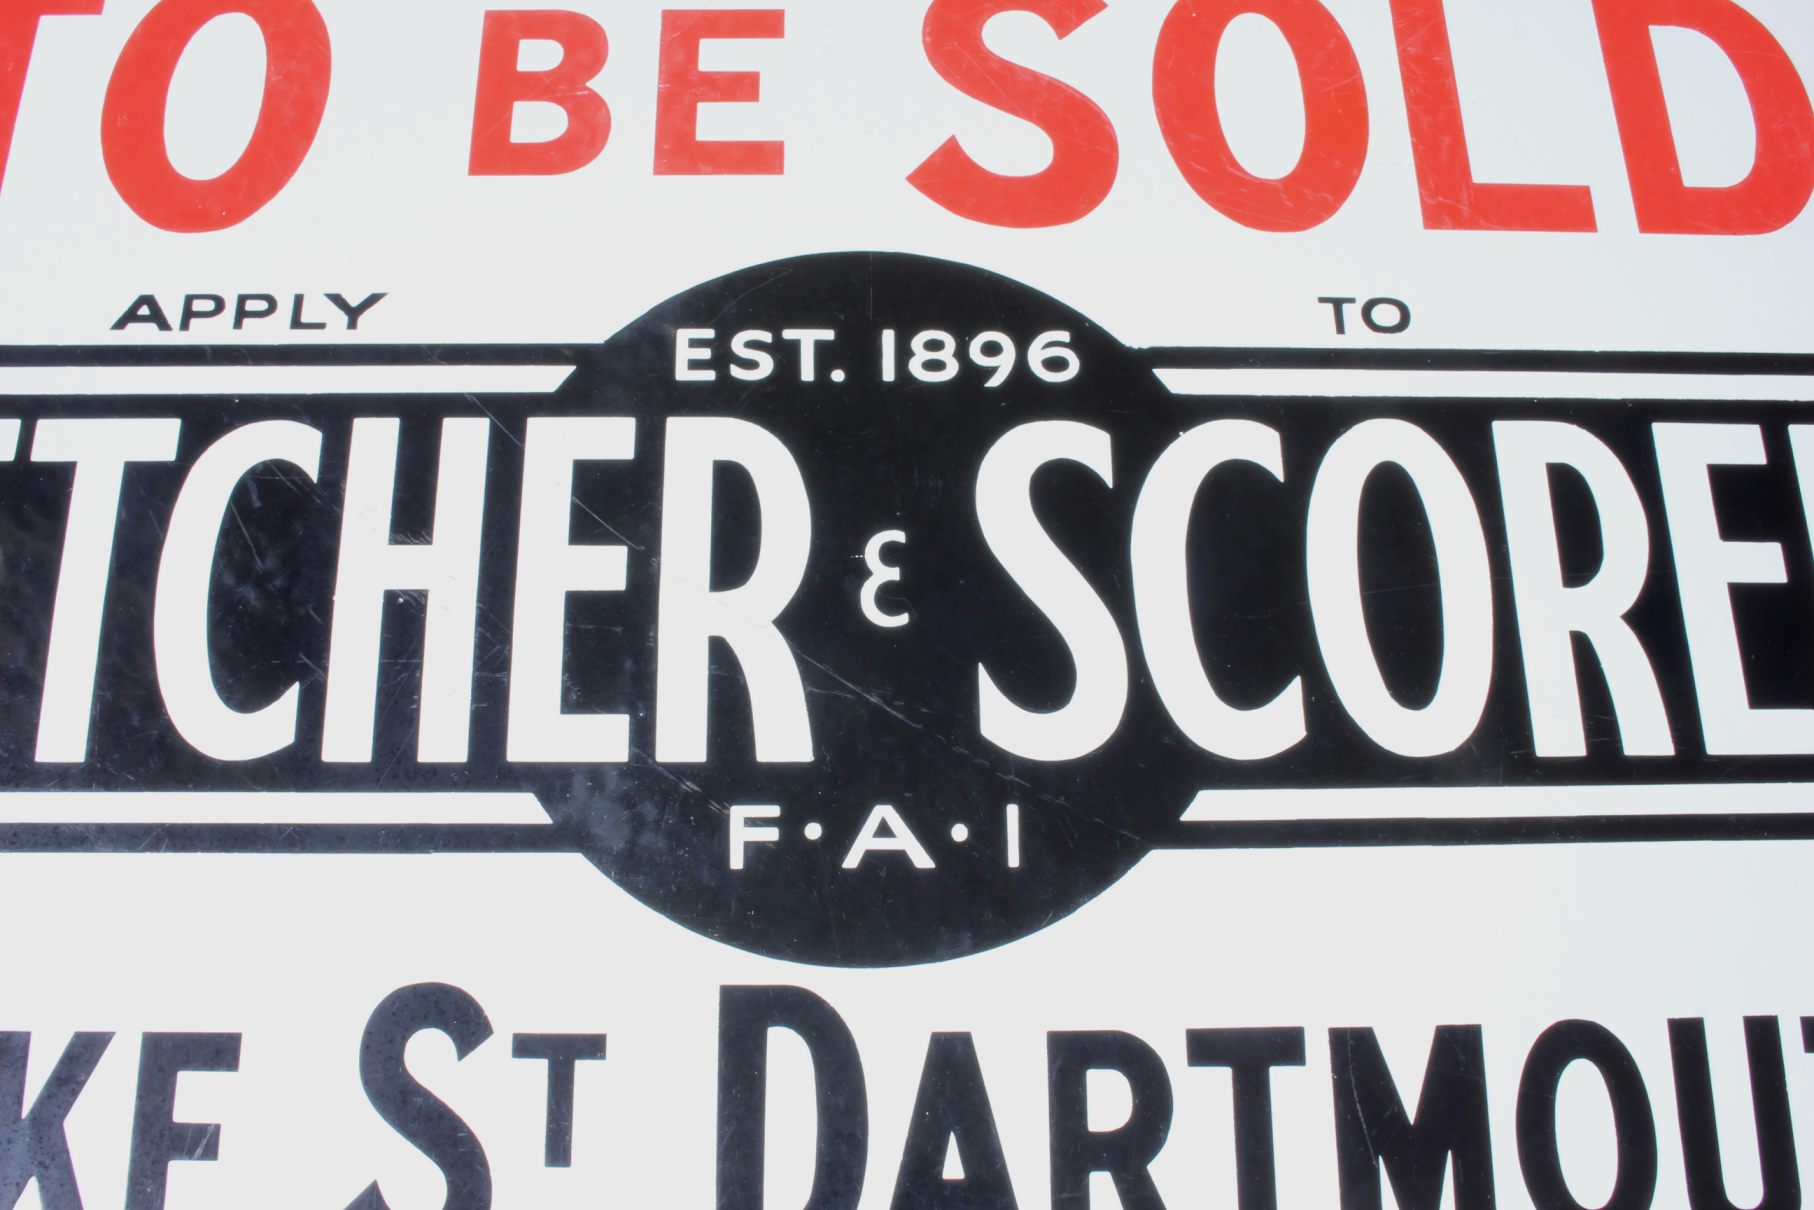 TO BE SOLD
APPLY TO
EST. 1896
TCHER & SCORE
F·A·I
KE ST DARTMOU